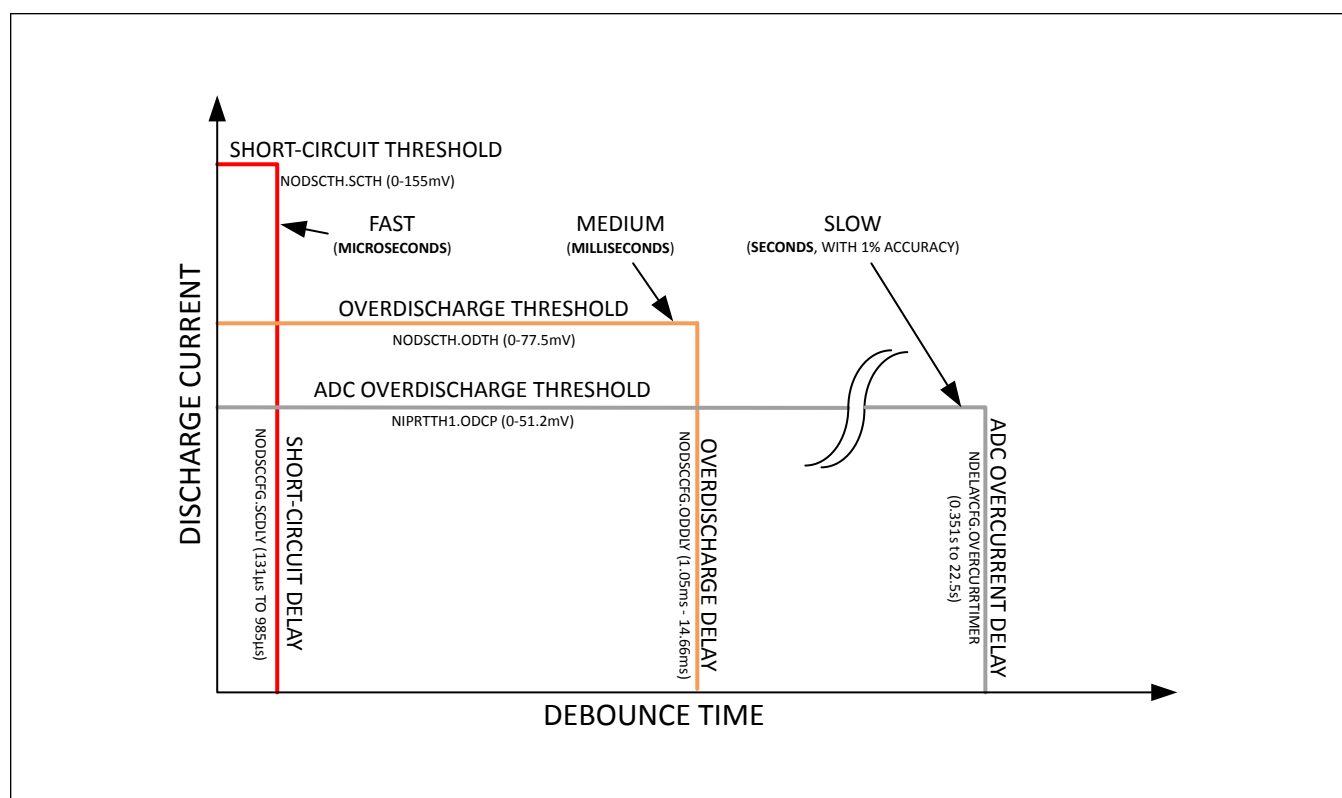 SHORT-CIRCUIT THRESHOLD
NODSCTH.SCTH (0-155mV)
FAST
(MICROSECONDS)
MEDIUM
(MILLISECONDS)
SLOW
(SECONDS, WITH 1% ACCURACY)
OVERDISCHARGE THRESHOLD
NODSCTH.ODTH (0-77.5mV)
ADC OVERDISCHARGE THRESHOLD
NIPRTTH1.ODCP (0-51.2mV)
DISCHARGE CURRENT
NODSCCFG.SCDLY (131µs TO 985µs)
SHORT-CIRCUIT DELAY
NODSCCFG.ODDLY (1.05ms - 14.66ms)
OVERDISCHARGE DELAY
NDELAYCFG.OVERCURRTIMER
(0.351s to 22.5s)
ADC OVERCURRENT DELAY
DEBOUNCE TIME